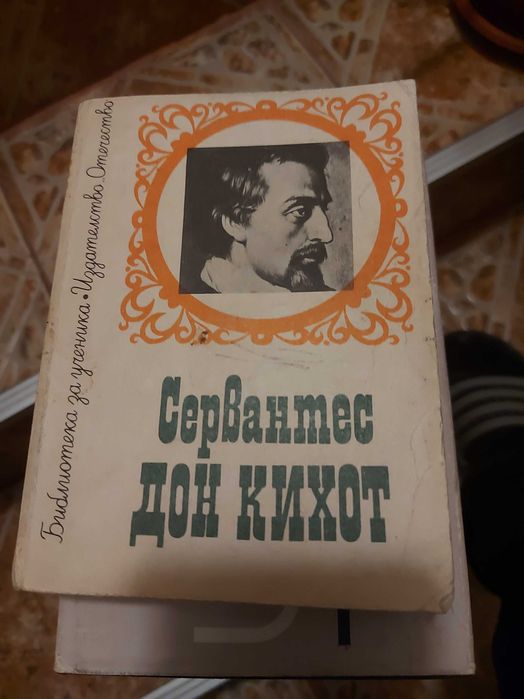 Библиотека за ученика • Издателство „Отечество
Сервантес
ДОН КИХОТ